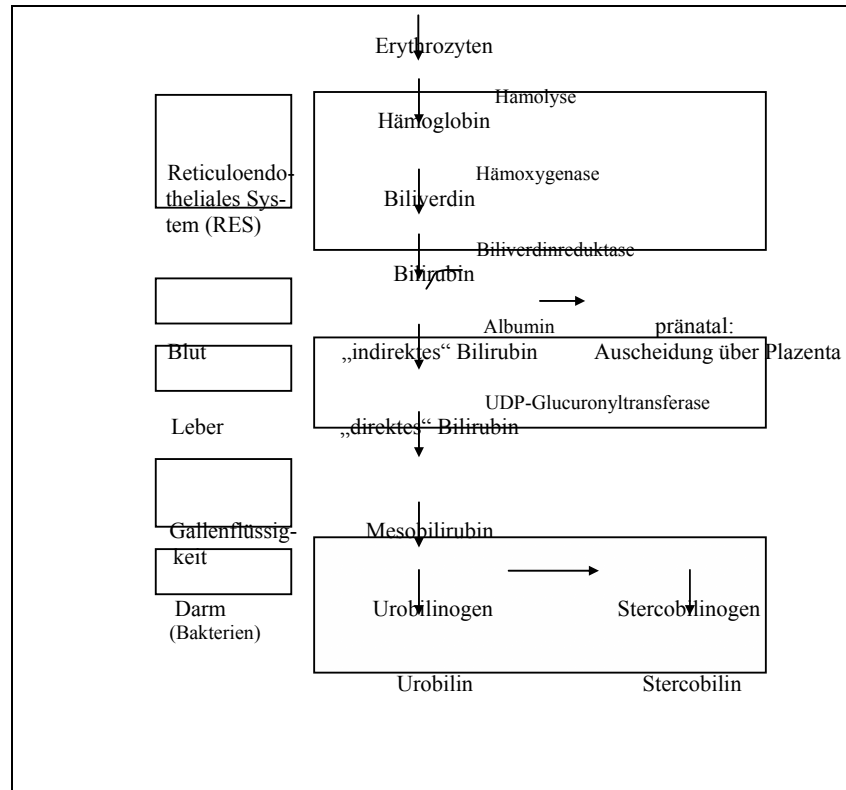 Erythrozyten
Hämolyse
Hämoglobin
Reticuloendo-
theliales Sys-
tem (RES)
Hämoxygenase
Biliverdin
Biliverdinreduktase
Bilirubin
Albumin
pränatal:
Blut
„indirektes“ Bilirubin
Auscheidung über Plazenta
UDP-Glucuronyltransferase
Leber
„direktes“ Bilirubin
Gallenflüssig-
keit
Mesobilirubin
Darm
(Bakterien)
Urobilinogen
Stercobilinogen
Urobilin
Stercobilin